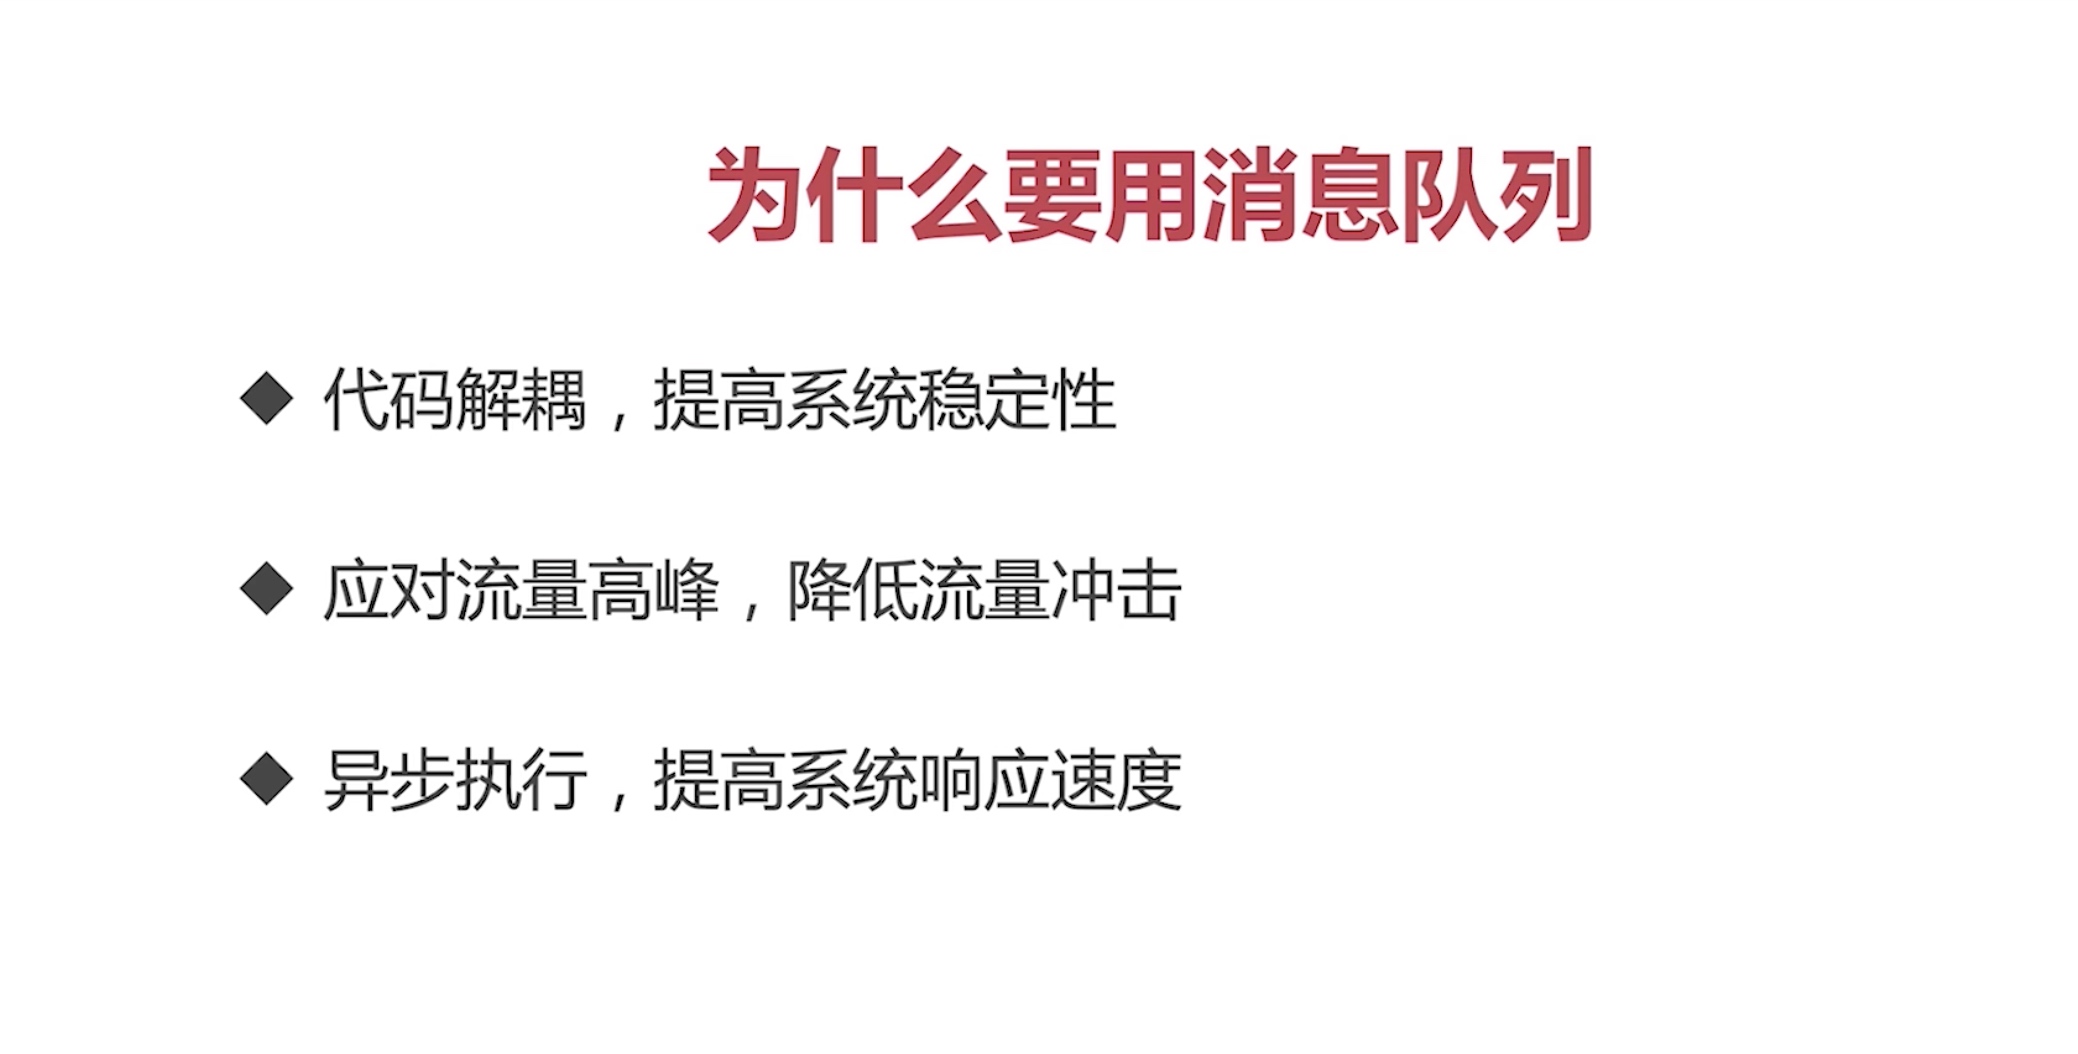 为什么要用消息队列
◆ 代码解耦，提高系统稳定性
◆ 应对流量高峰，降低流量冲击
◆ 异步执行，提高系统响应速度